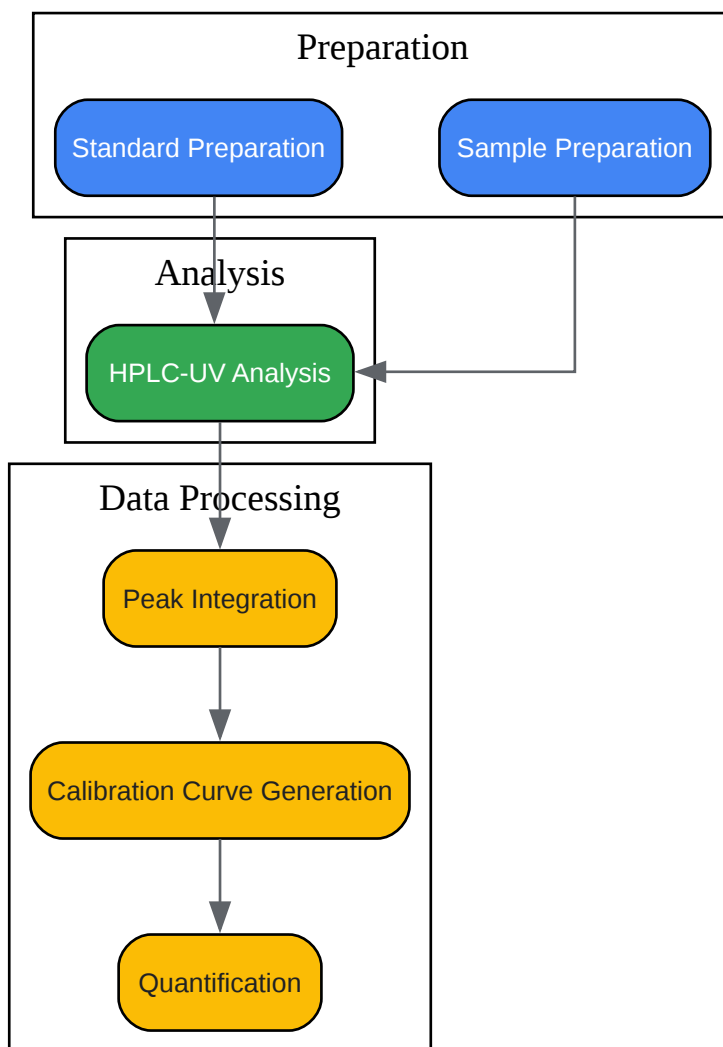 Preparation
Standard Preparation
Sample Preparation
Analysis
HPLC-UV Analysis
Data Processing
Peak Integration
Calibration Curve Generation
Quantification